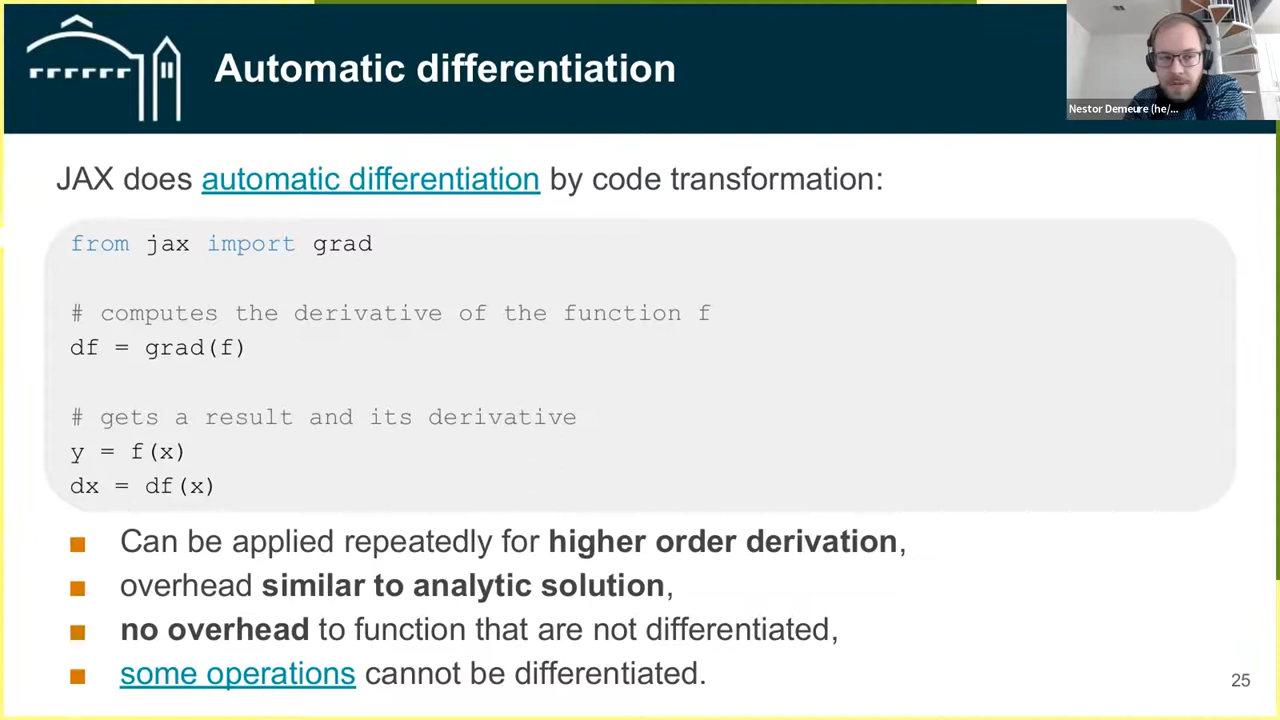 Automatic differentiation
Nestor Demeure (he/...
JAX does automatic differentiation by code transformation:
from jax import grad
# computes the derivative of the function f
df = grad(f)
# gets a result and its derivative
y = f(x)
dx = df(x)
Can be applied repeatedly for higher order derivation,
overhead similar to analytic solution,
no overhead to function that are not differentiated,
some operations cannot be differentiated.
25